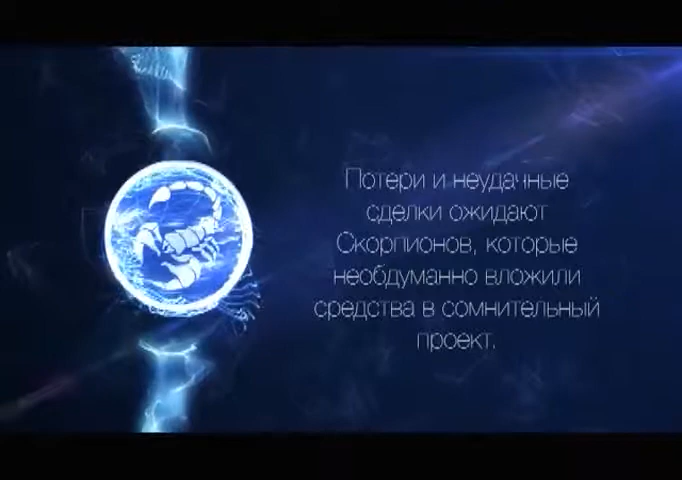 Потери и неудачные
сделки ожидают
Скорпионов, которые
необдуманно вложили
средства в сомнительный
проект.